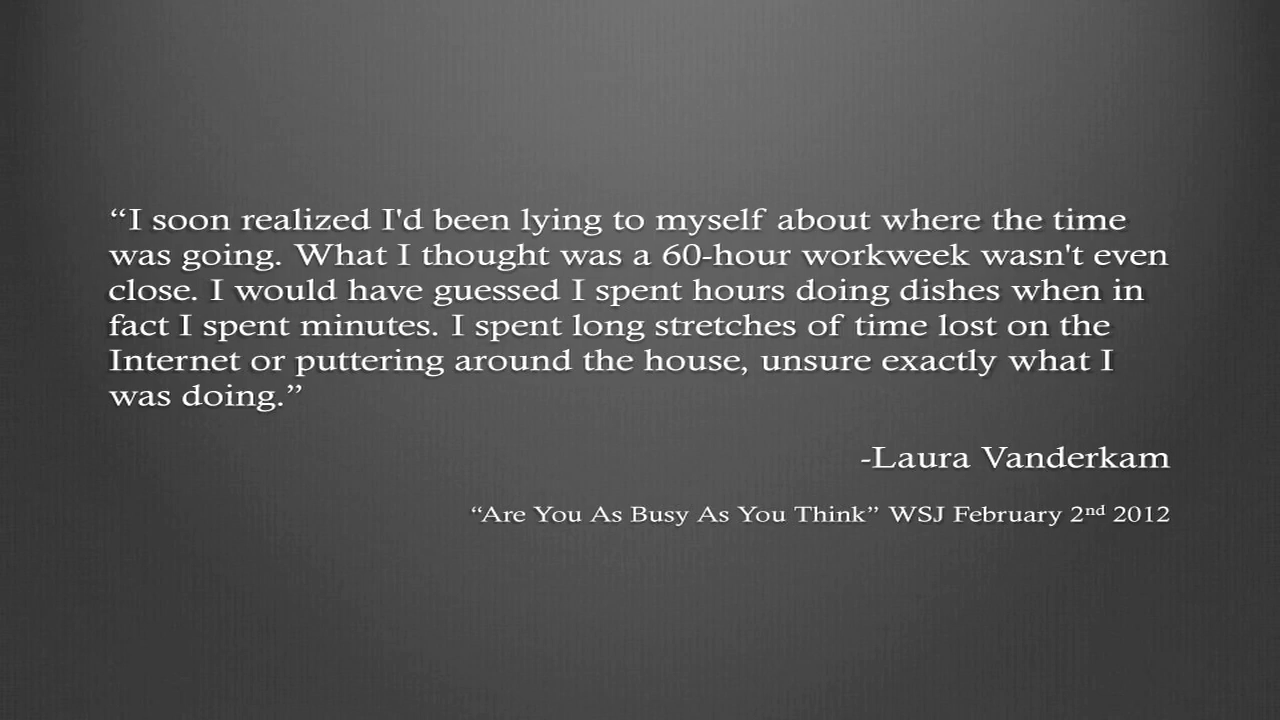 “I soon realized I'd been lying to myself about where the time
was going. What I thought was a 60-hour workweek wasn't even
close. I would have guessed I spent hours doing dishes when in
fact I spent minutes. I spent long stretches of time lost on the
Internet or puttering around the house, unsure exactly what I
was doing.”
-Laura Vanderkam
“Are You As Busy As You Think” WSJ February 2nd 2012